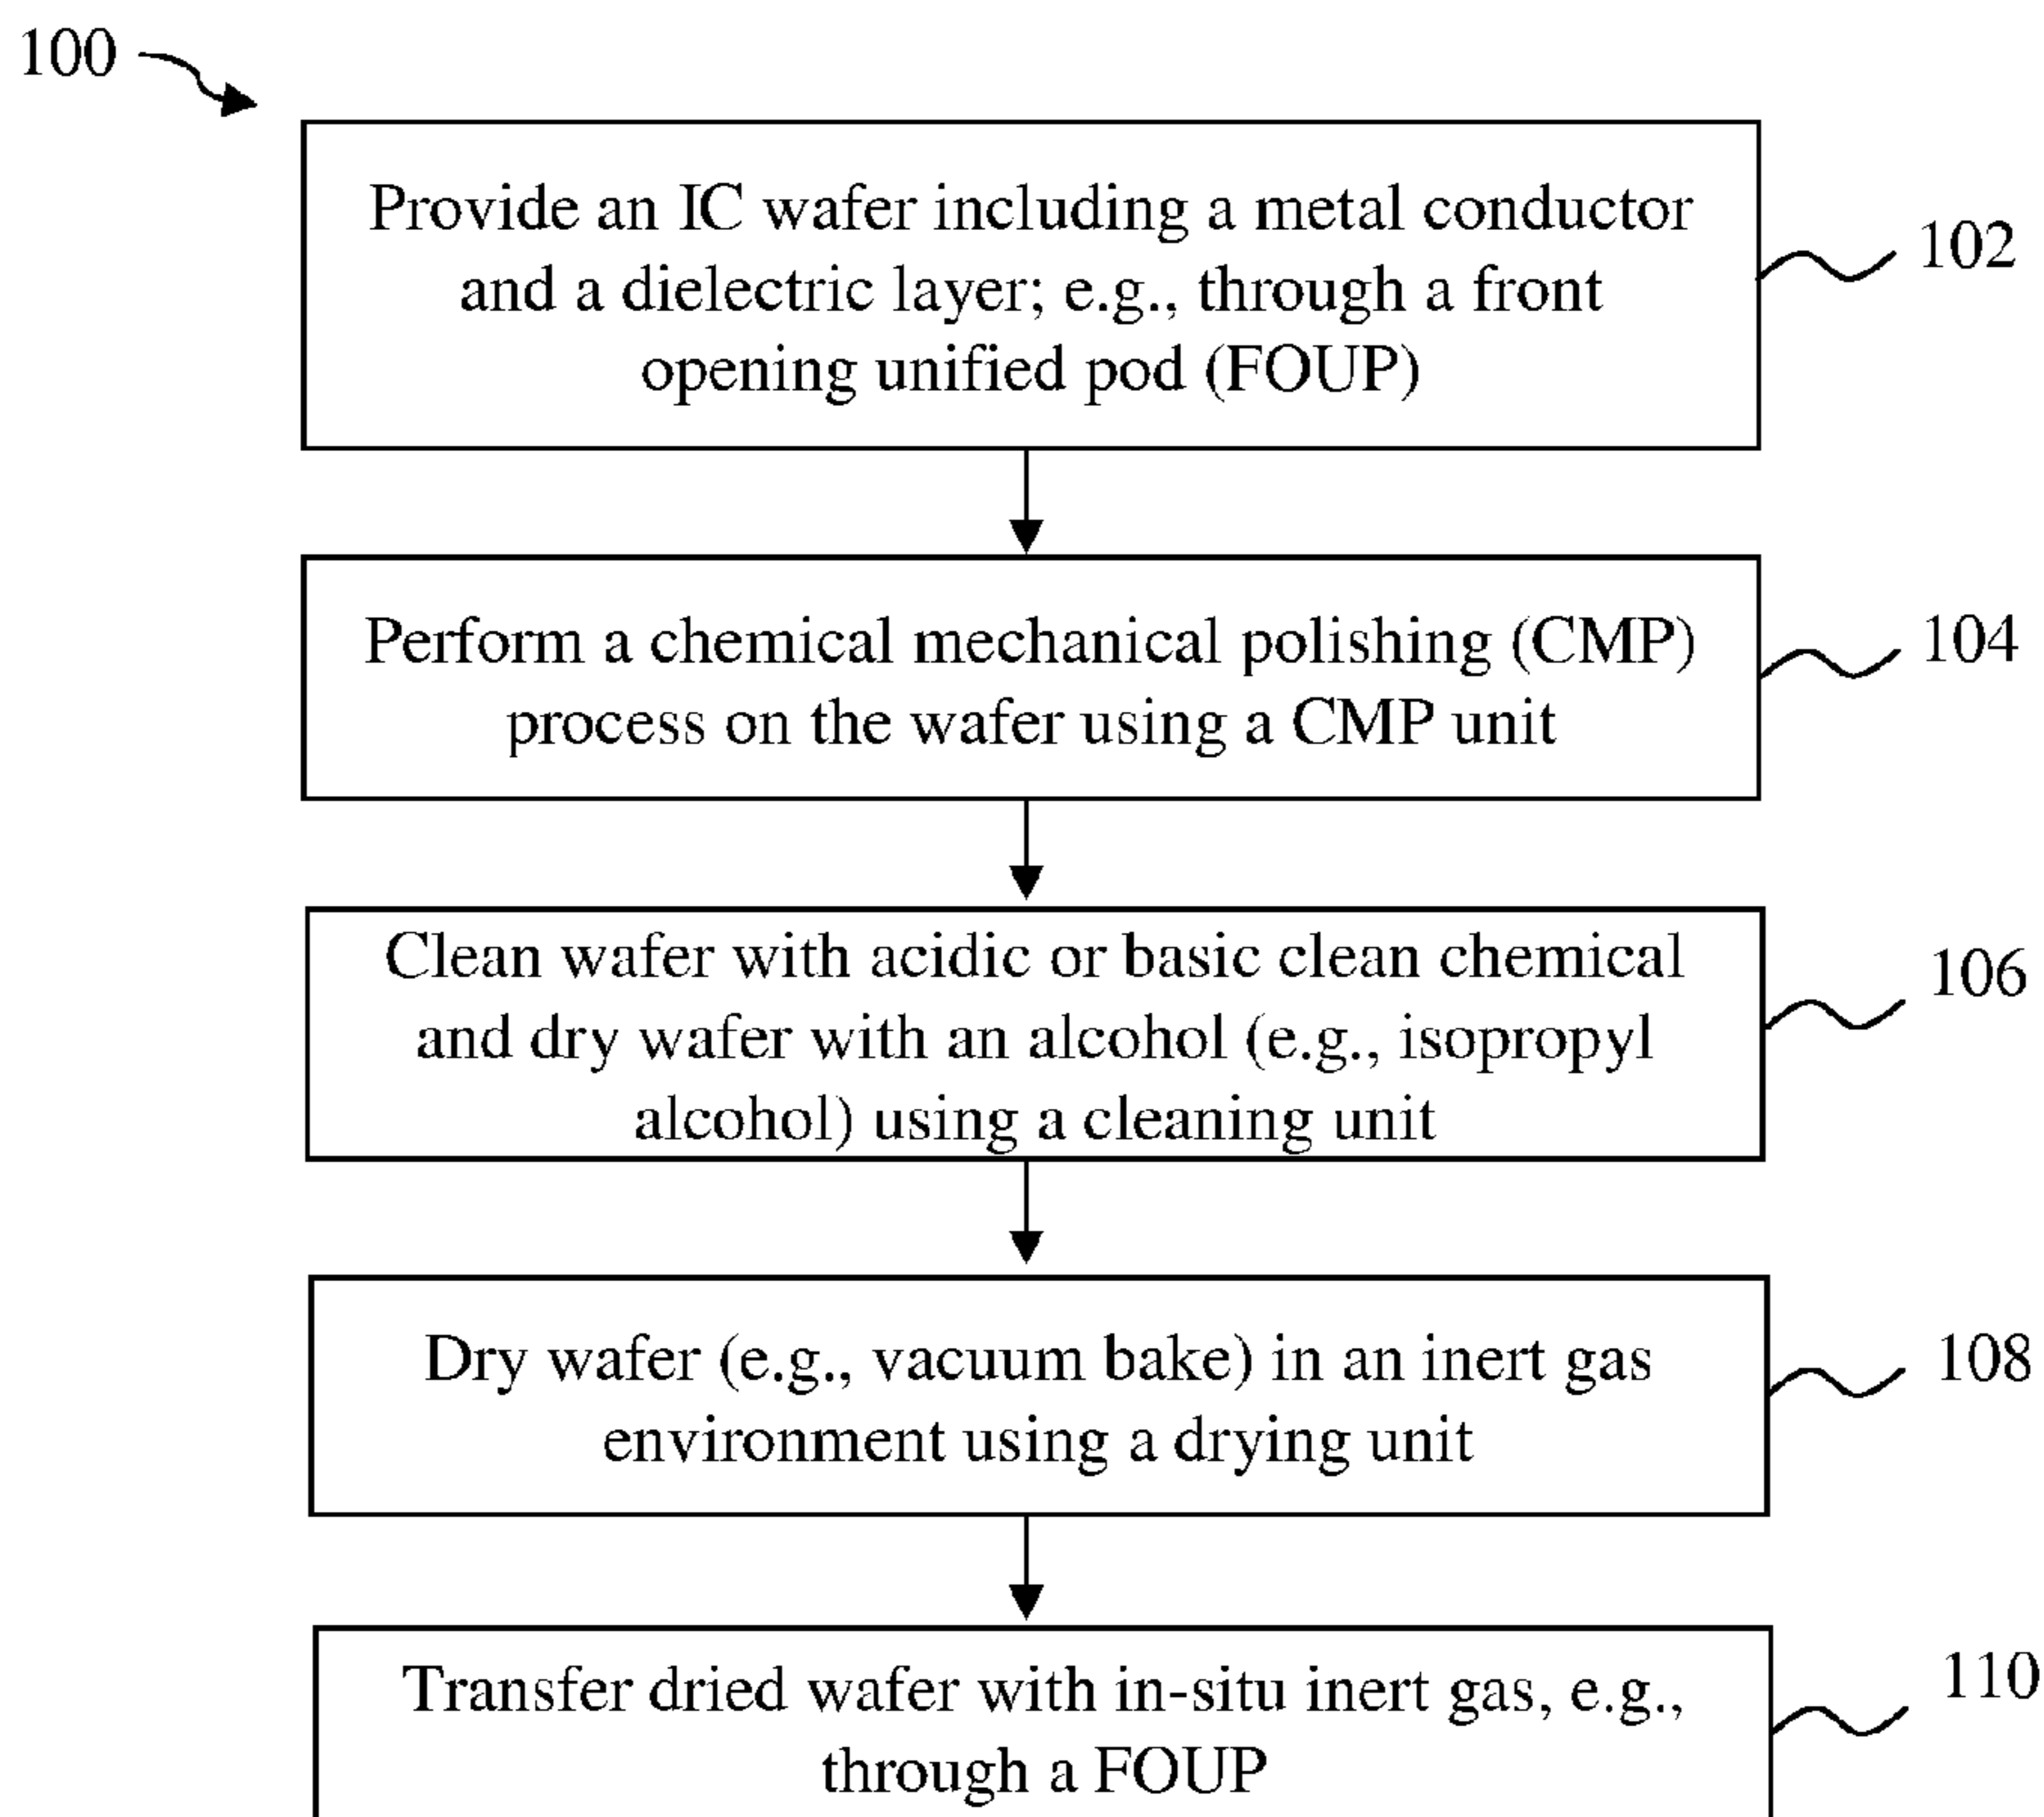 100
Provide an IC wafer including a metal conductor
and a dielectric layer; e.g., through a front
opening unified pod (FOUP)
102
Perform a chemical mechanical polishing (CMP)
process on the wafer using a CMP unit
104
Clean wafer with acidic or basic clean chemical
and dry wafer with an alcohol (e.g., isopropyl
alcohol) using a cleaning unit
106
Dry wafer (e.g., vacuum bake) in an inert gas
environment using a drying unit
108
Transfer dried wafer with in-situ inert gas, e.g.,
through a FOUP
110